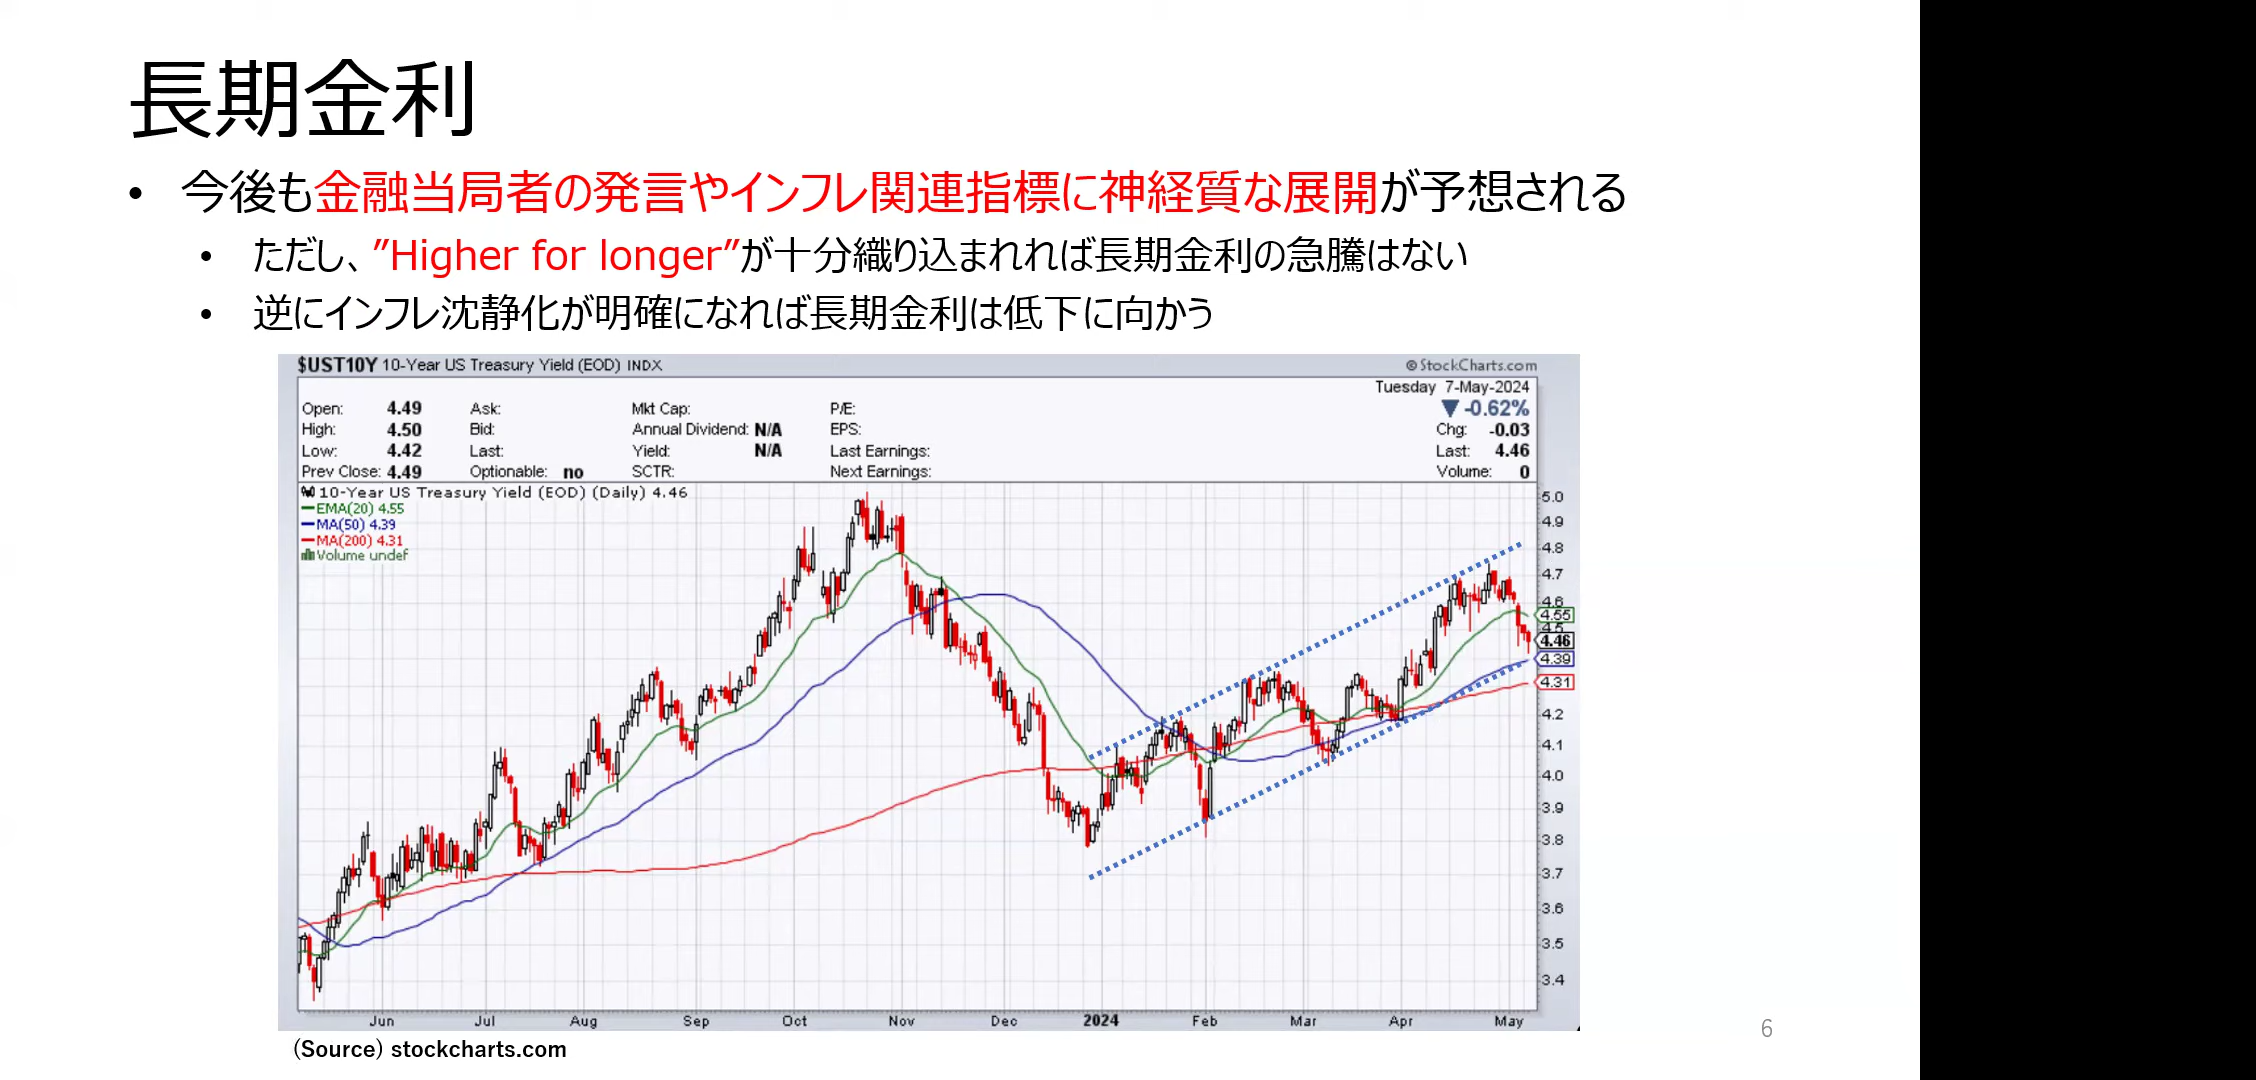 長期金利
• 今後も金融当局者の発言やインフレ関連指標に神経質な展開が予想される
• ただし、”Higher for longer”が十分織り込まれれば長期金利の急騰はない
• 逆にインフレ沈静化が明確になれば長期金利は低下に向かう
$UST10Y 10-Year US Treasury Yield (EOD) INDX
© StockCharts.com
Tuesday 7-May-2024
Open: 4.49 Ask: Mkt Cap: P/E: ▼ -0.62%
High: 4.50 Bid: Annual Dividend: N/A EPS: Chg: -0.03
Low: 4.42 Last: Yield: N/A Last Earnings: Last: 4.46
Prev Close: 4.49 Optionable: no SCTR: Next Earnings: Volume: 0
10-Year US Treasury Yield (EOD) (Daily) 4.46
EMA(20) 4.55
MA(50) 4.39
MA(200) 4.31
Volume undef
5.0
4.9
4.8
4.7
4.6
4.55
4.5
4.46
4.39
4.31
4.2
4.1
4.0
3.9
3.8
3.7
3.6
3.5
3.4
Jun Jul Aug Sep Oct Nov Dec 2024 Feb Mar Apr May
(Source) stockcharts.com
6